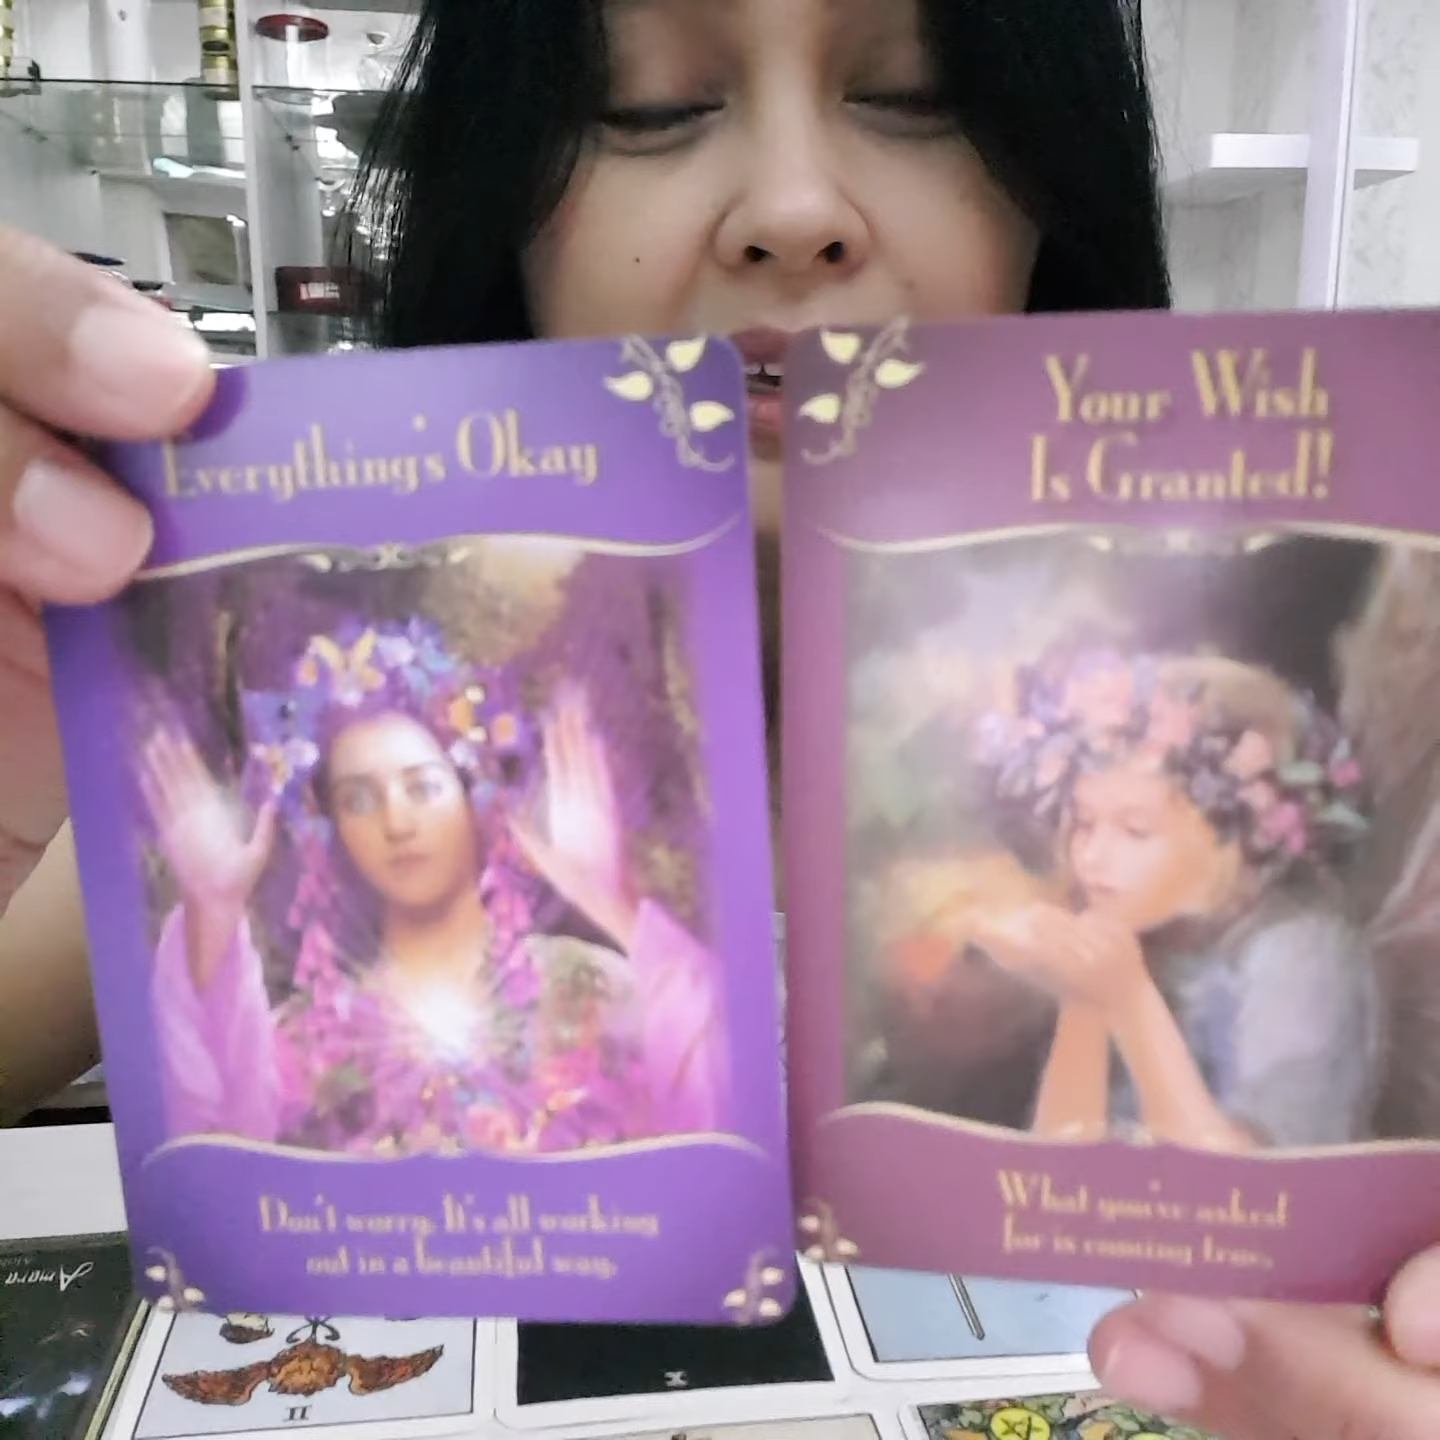 Everything's Okay
Your Wish
Is Granted!
Don't worry. It's all working
out in a beautiful way.
What you've asked
for is coming true.
Amara
II
X